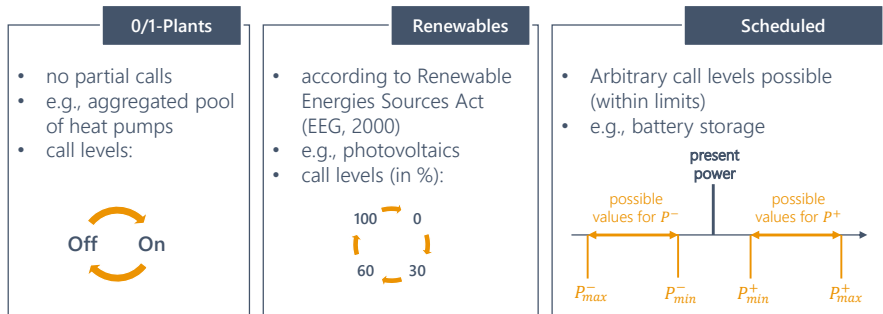 0/1-Plants
• no partial calls
• e.g., aggregated pool
of heat pumps
• call levels:
Off On
Renewables
• according to Renewable
Energies Sources Act
(EEG, 2000)
• e.g., photovoltaics
• call levels (in %):
100 0
60 30
Scheduled
• Arbitrary call levels possible
(within limits)
• e.g., battery storage
present
power
possible
values for P⁻
possible
values for P⁺
P⁻max P⁻min P⁺min P⁺max